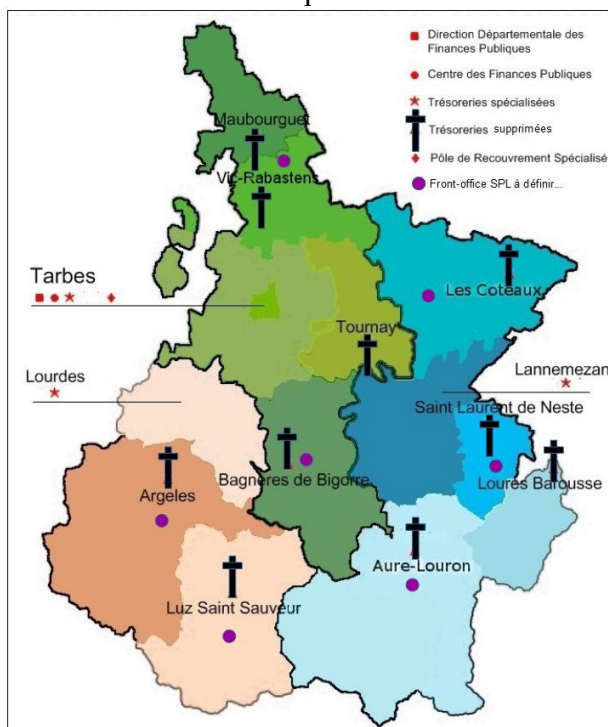 Direction Départementale des
Finances Publiques
Centre des Finances Publiques
Trésoreries spécialisées
Trésoreries supprimées
Pôle de Recouvrement Spécialisé
Front-office SPL à définir...
Maubourguet
Vic-Rabastens
Les Coteaux
Tarbes
Tournay
Lourdes
Lannemezan
Saint Laurent de Neste
Bagnères de Bigorre
Loures Barousse
Argeles
Aure-Louron
Luz Saint Sauveur